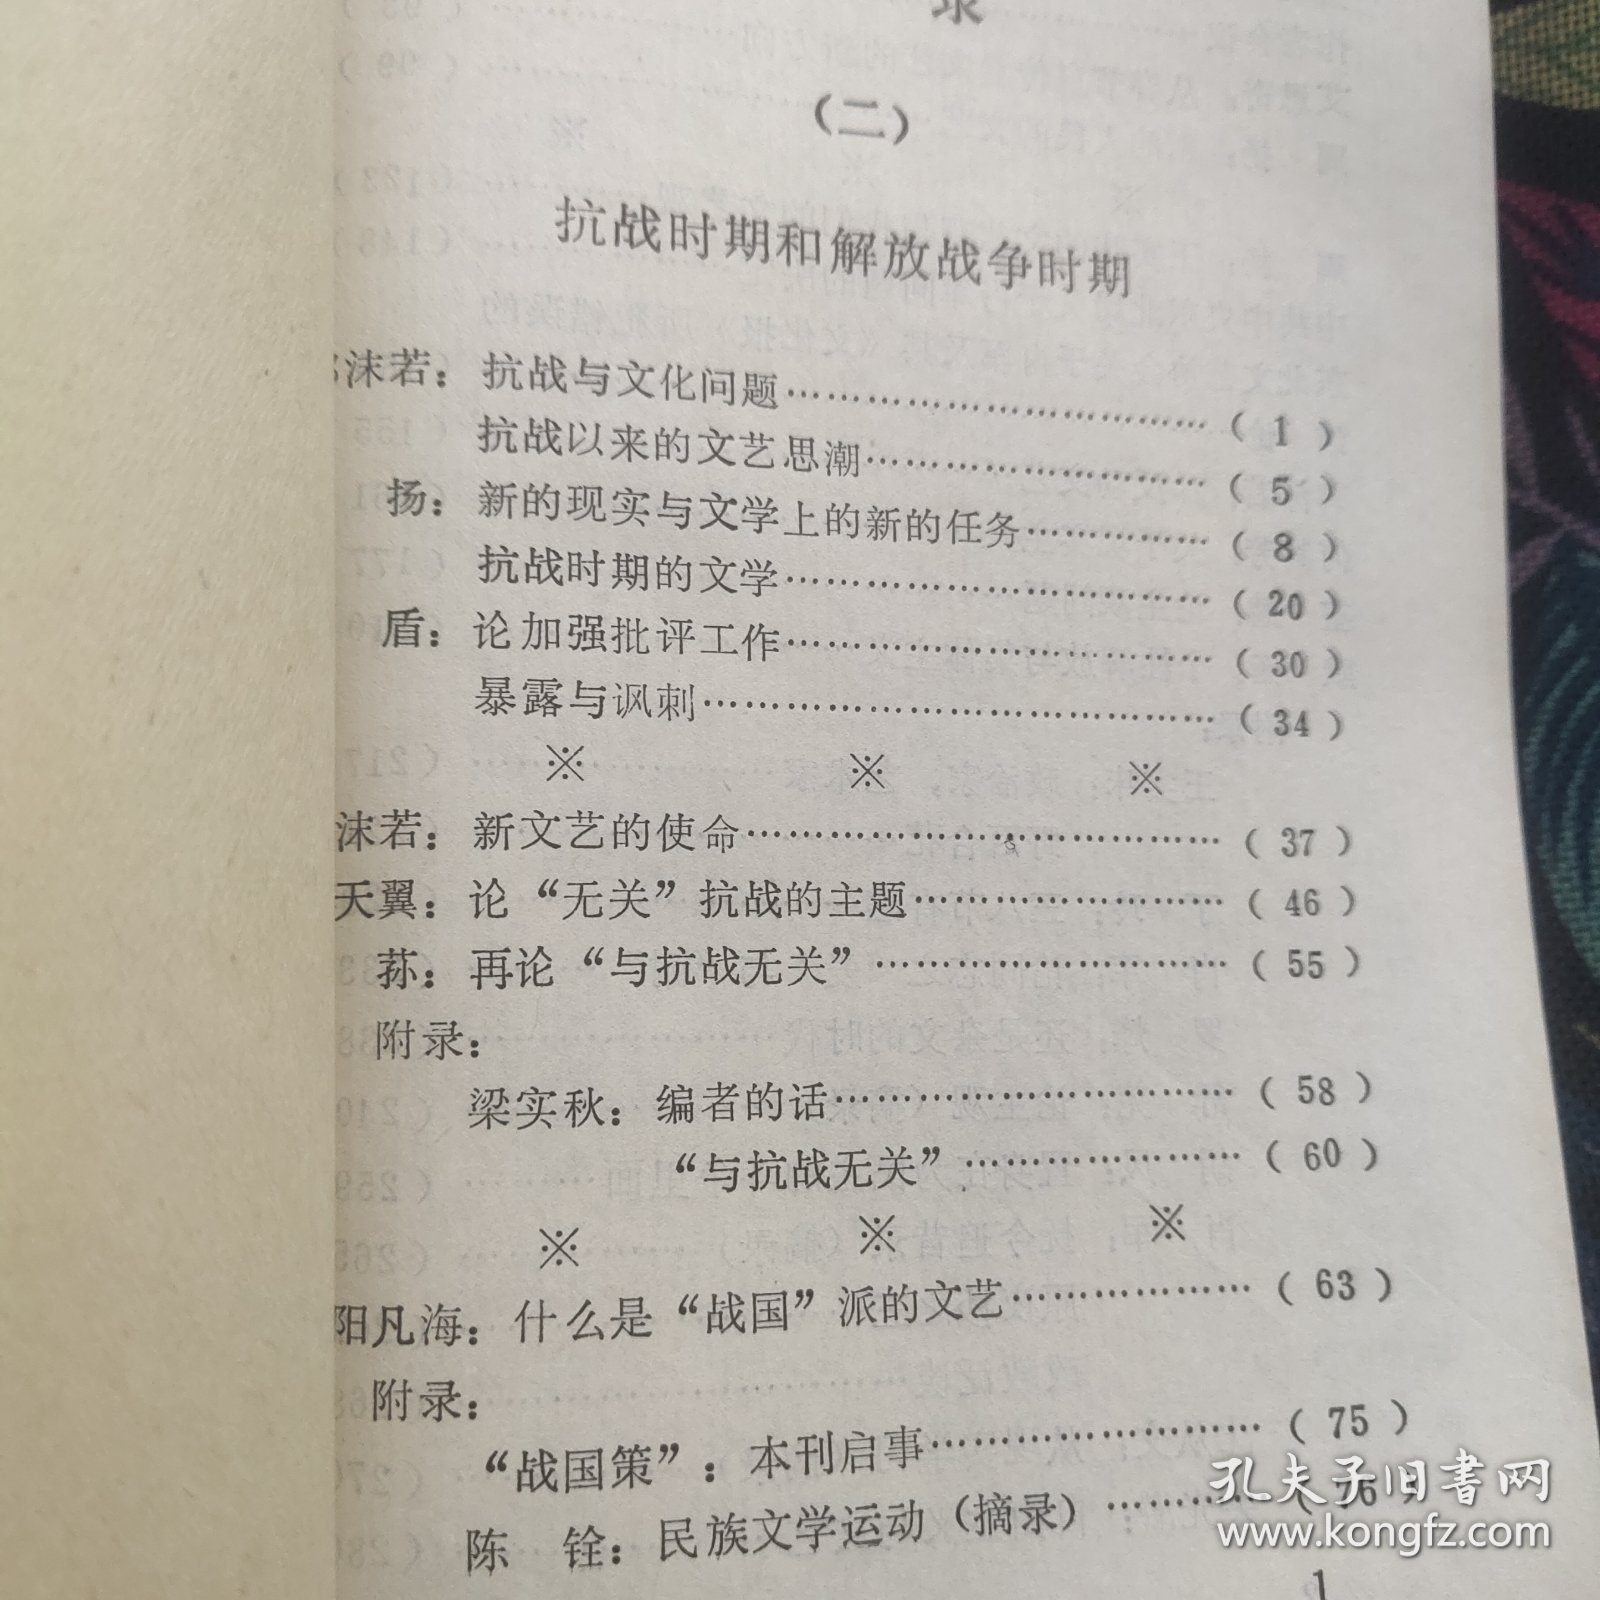 录
（二）
抗战时期和解放战争时期
沫若：抗战与文化问题……………………………（1）
抗战以来的文艺思潮………………………（5）
扬：新的现实与文学上的新的任务……………（8）
抗战时期的文学……………………………（20）
盾：论加强批评工作……………………………（30）
暴露与讽刺…………………………………（34）
※ ※ ※
沫若：新文艺的使命………………………………（37）
天翼：论“无关”抗战的主题……………………（46）
荪：再论“与抗战无关”………………………（55）
附录：
梁实秋：编者的话…………………………（58）
“与抗战无关”…………………（60）
※ ※ ※
阳凡海：什么是“战国”派的文艺………………（63）
附录：
“战国策”：本刊启事……………………（75）
陈　铨：民族文学运动（摘录）…………（76）
1
孔夫子旧书网
www.kongfz.com